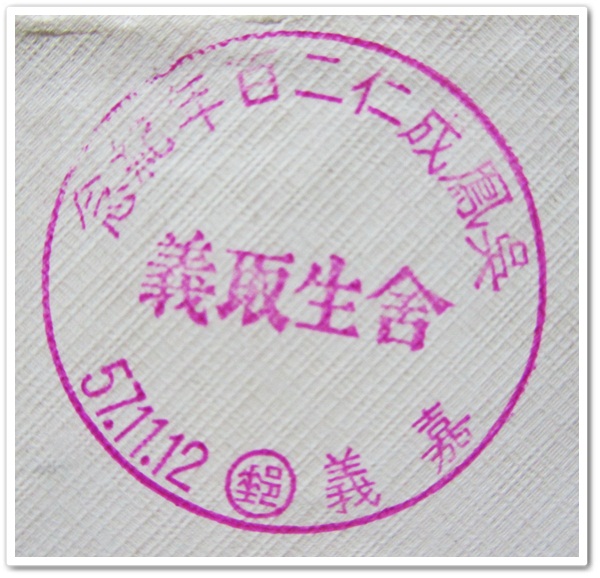 吳鳳成仁二百年紀念
舍生取義
嘉義
郵
57.11.12